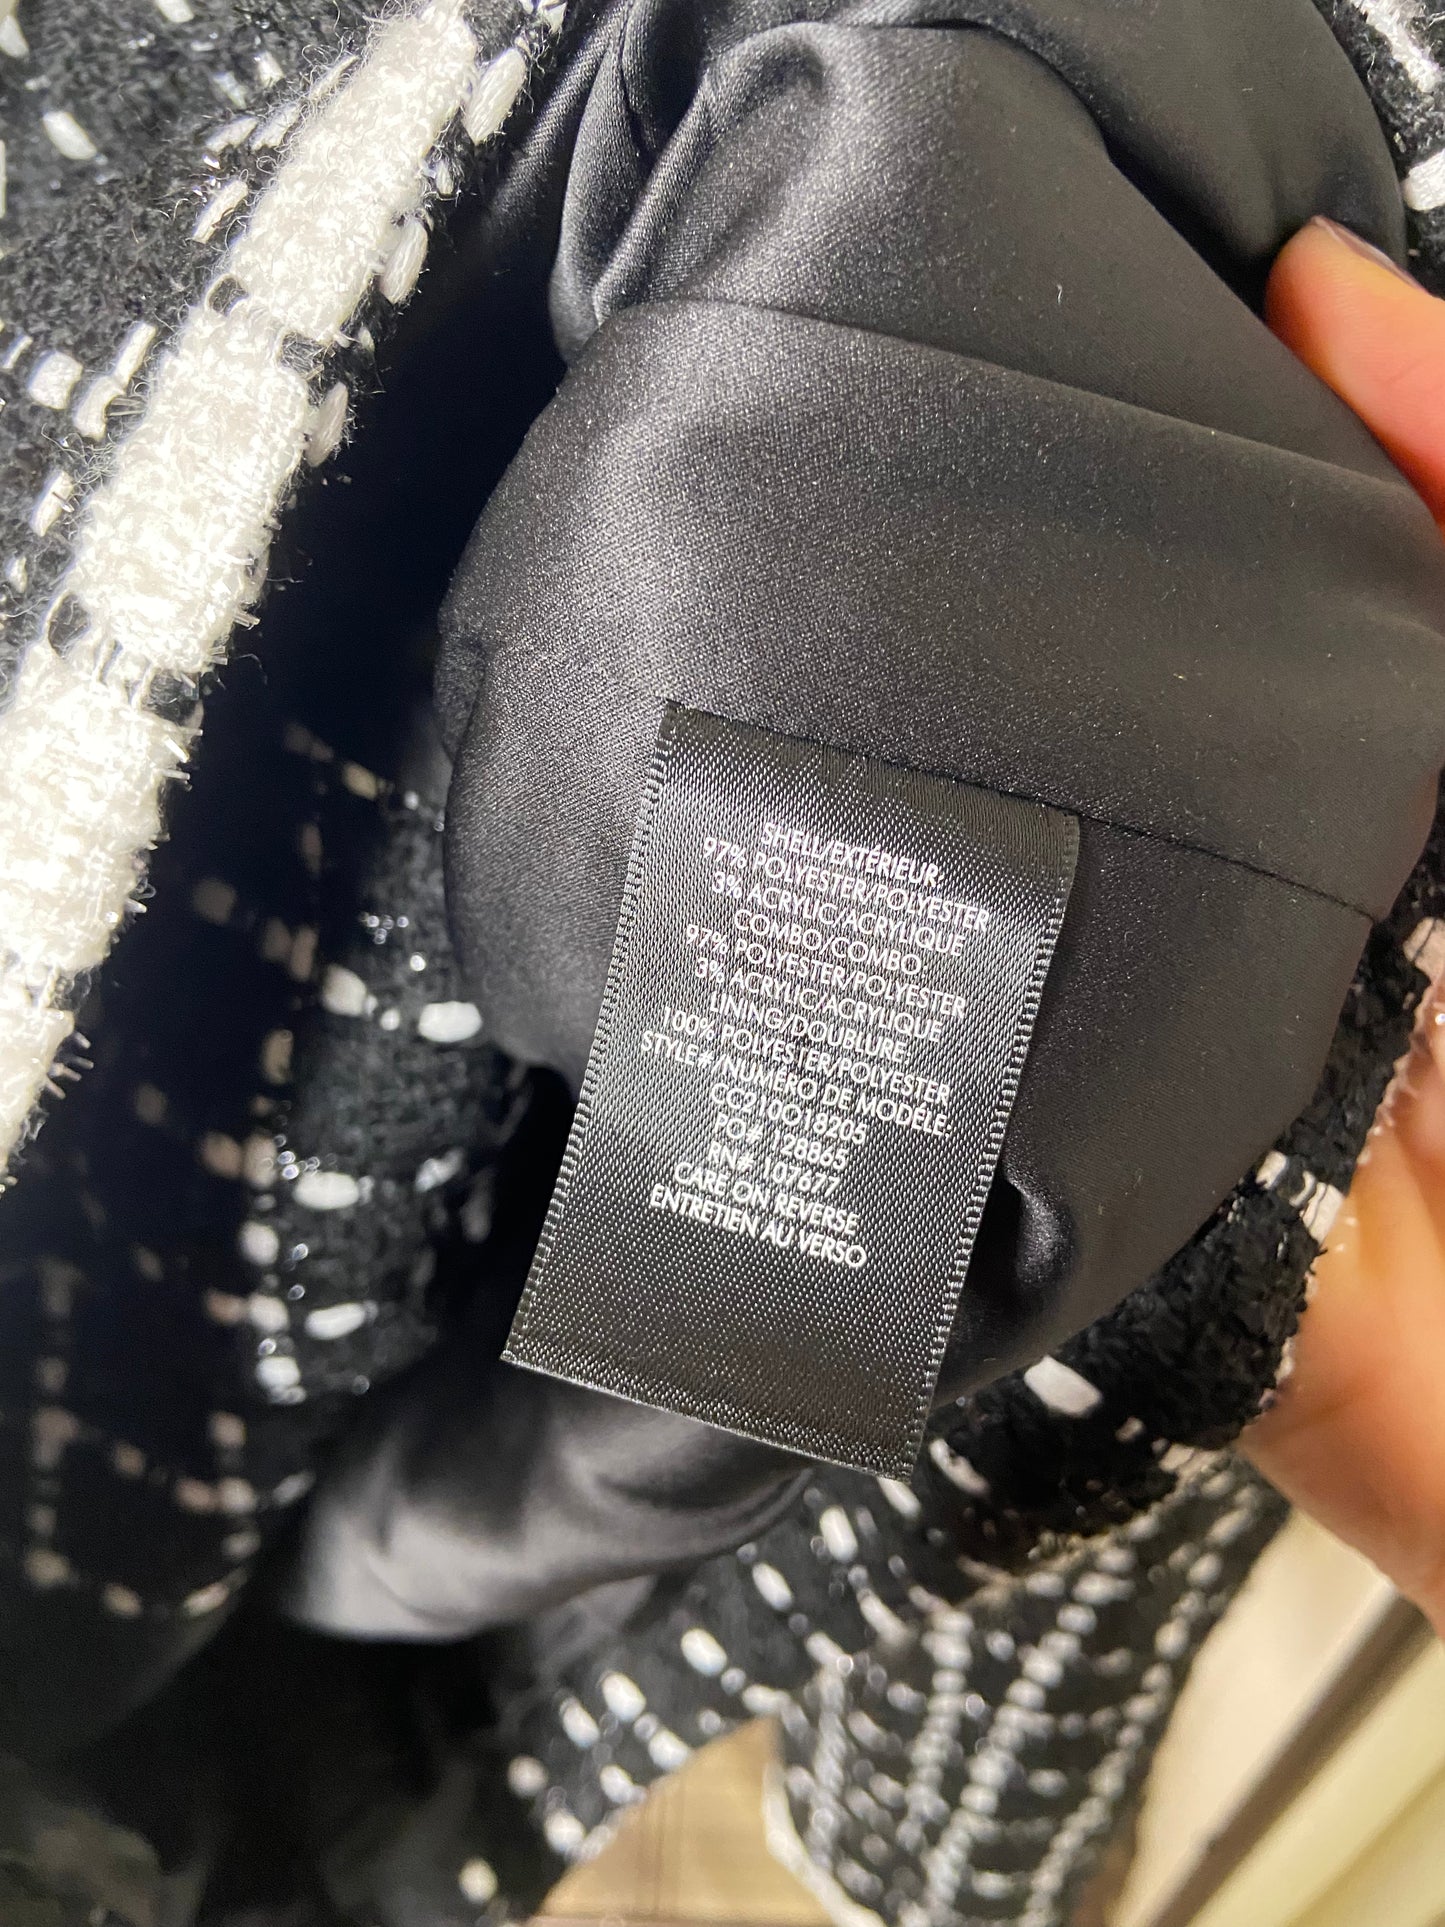 SHELL/EXTÉRIEUR,
97% POLYESTER/POLYESTER
3% ACRYLIC/ACRYLIQUE
COMBO/COMBO,
97% POLYESTER/POLYESTER
3% ACRYLIC/ACRYLIQUE
LINING/DOUBLURE,
100% POLYESTER/POLYESTER
STYLE#/NUMÉRO DE MODÈLE,
CC210O18205
PO# 128865
RN# 107677
CARE ON REVERSE
ENTRETIEN AU VERSO